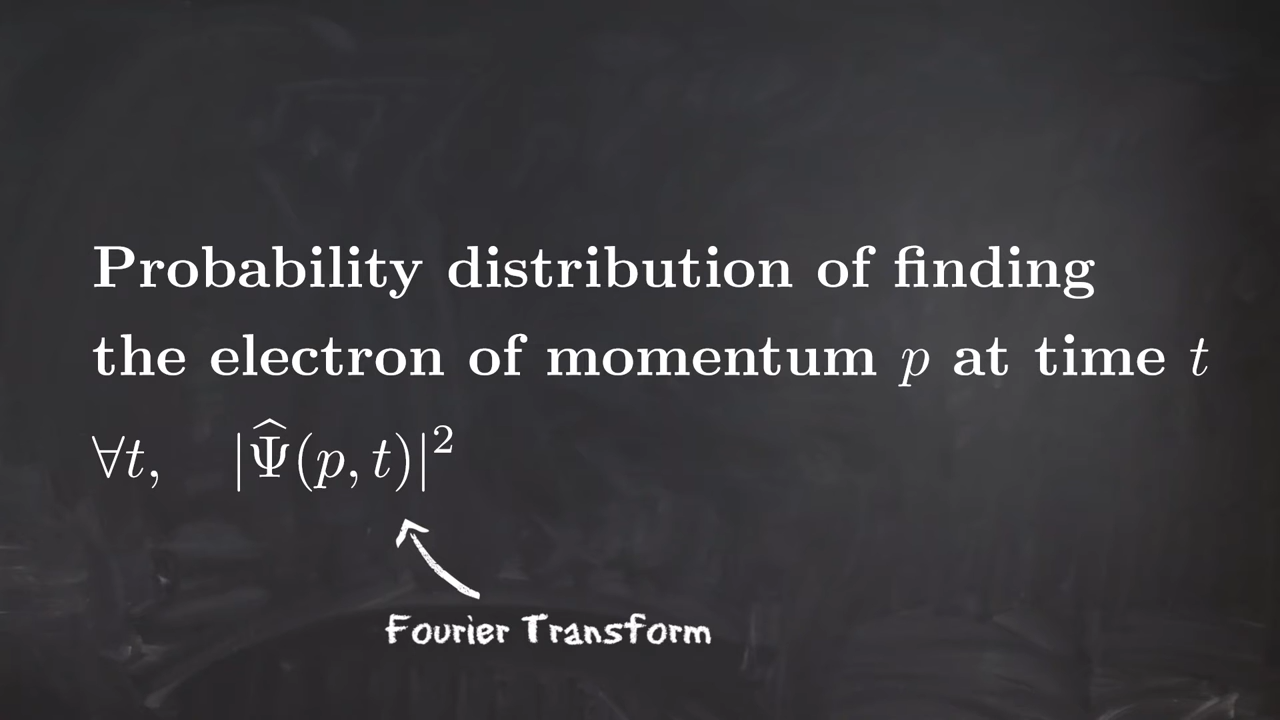 Probability distribution of finding
the electron of momentum p at time t
∀t, |Ψ̂(p, t)|²
Fourier Transform